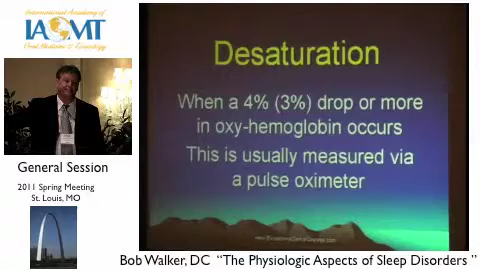 International Academy of
IAOMT
Oral Medicine & Toxicology
General Session
2011 Spring Meeting
St. Louis, MO
Desaturation
When a 4% (3%) drop or more
in oxy-hemoglobin occurs
This is usually measured via
a pulse oximeter
Bob Walker, DC "The Physiologic Aspects of Sleep Disorders "